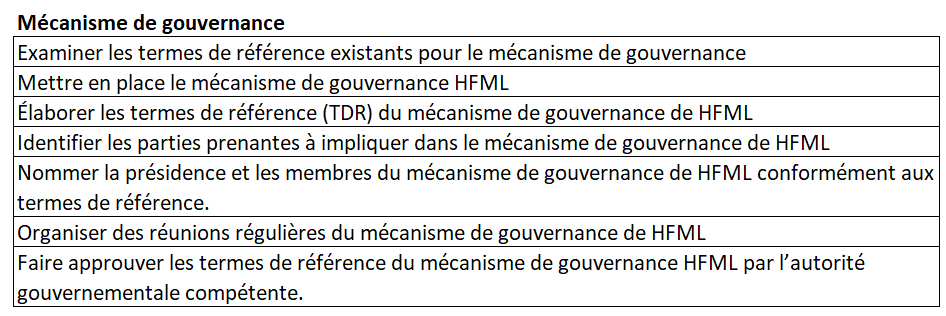 Mécanisme de gouvernance
Examiner les termes de référence existants pour le mécanisme de gouvernance
Mettre en place le mécanisme de gouvernance HFML
Élaborer les termes de référence (TDR) du mécanisme de gouvernance de HFML
Identifier les parties prenantes à impliquer dans le mécanisme de gouvernance de HFML
Nommer la présidence et les membres du mécanisme de gouvernance de HFML conformément aux
termes de référence.
Organiser des réunions régulières du mécanisme de gouvernance de HFML
Faire approuver les termes de référence du mécanisme de gouvernance HFML par l’autorité
gouvernementale compétente.